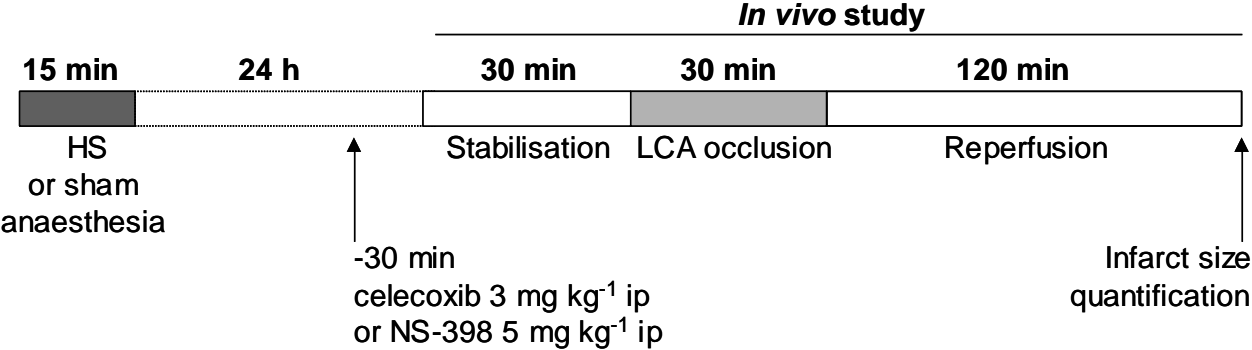 In vivo study
15 min 24 h 30 min 30 min 120 min
HS
or sham
anaesthesia
Stabilisation LCA occlusion Reperfusion
-30 min
celecoxib 3 mg kg⁻¹ ip
or NS-398 5 mg kg⁻¹ ip
Infarct size
quantification